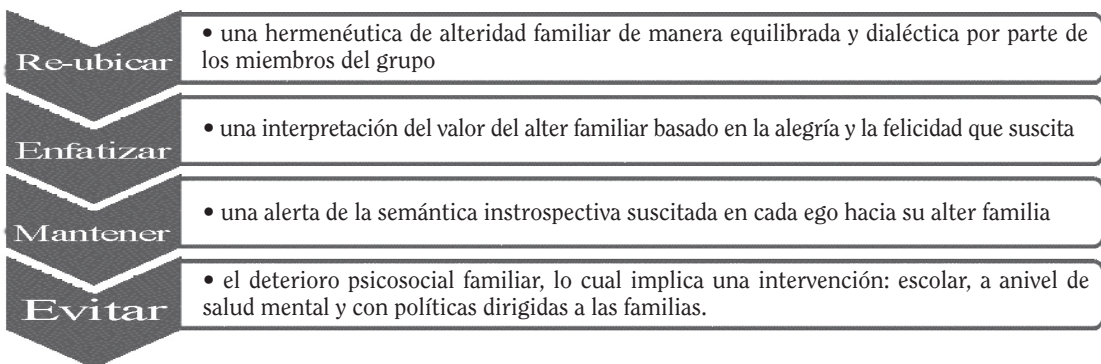 Re-ubicar
• una hermenéutica de alteridad familiar de manera equilibrada y dialéctica por parte de
los miembros del grupo
Enfatizar
• una interpretación del valor del alter familiar basado en la alegría y la felicidad que suscita
Mantener
• una alerta de la semántica instrospectiva suscitada en cada ego hacia su alter familia
Evitar
• el deterioro psicosocial familiar, lo cual implica una intervención: escolar, a anivel de
salud mental y con políticas dirigidas a las familias.